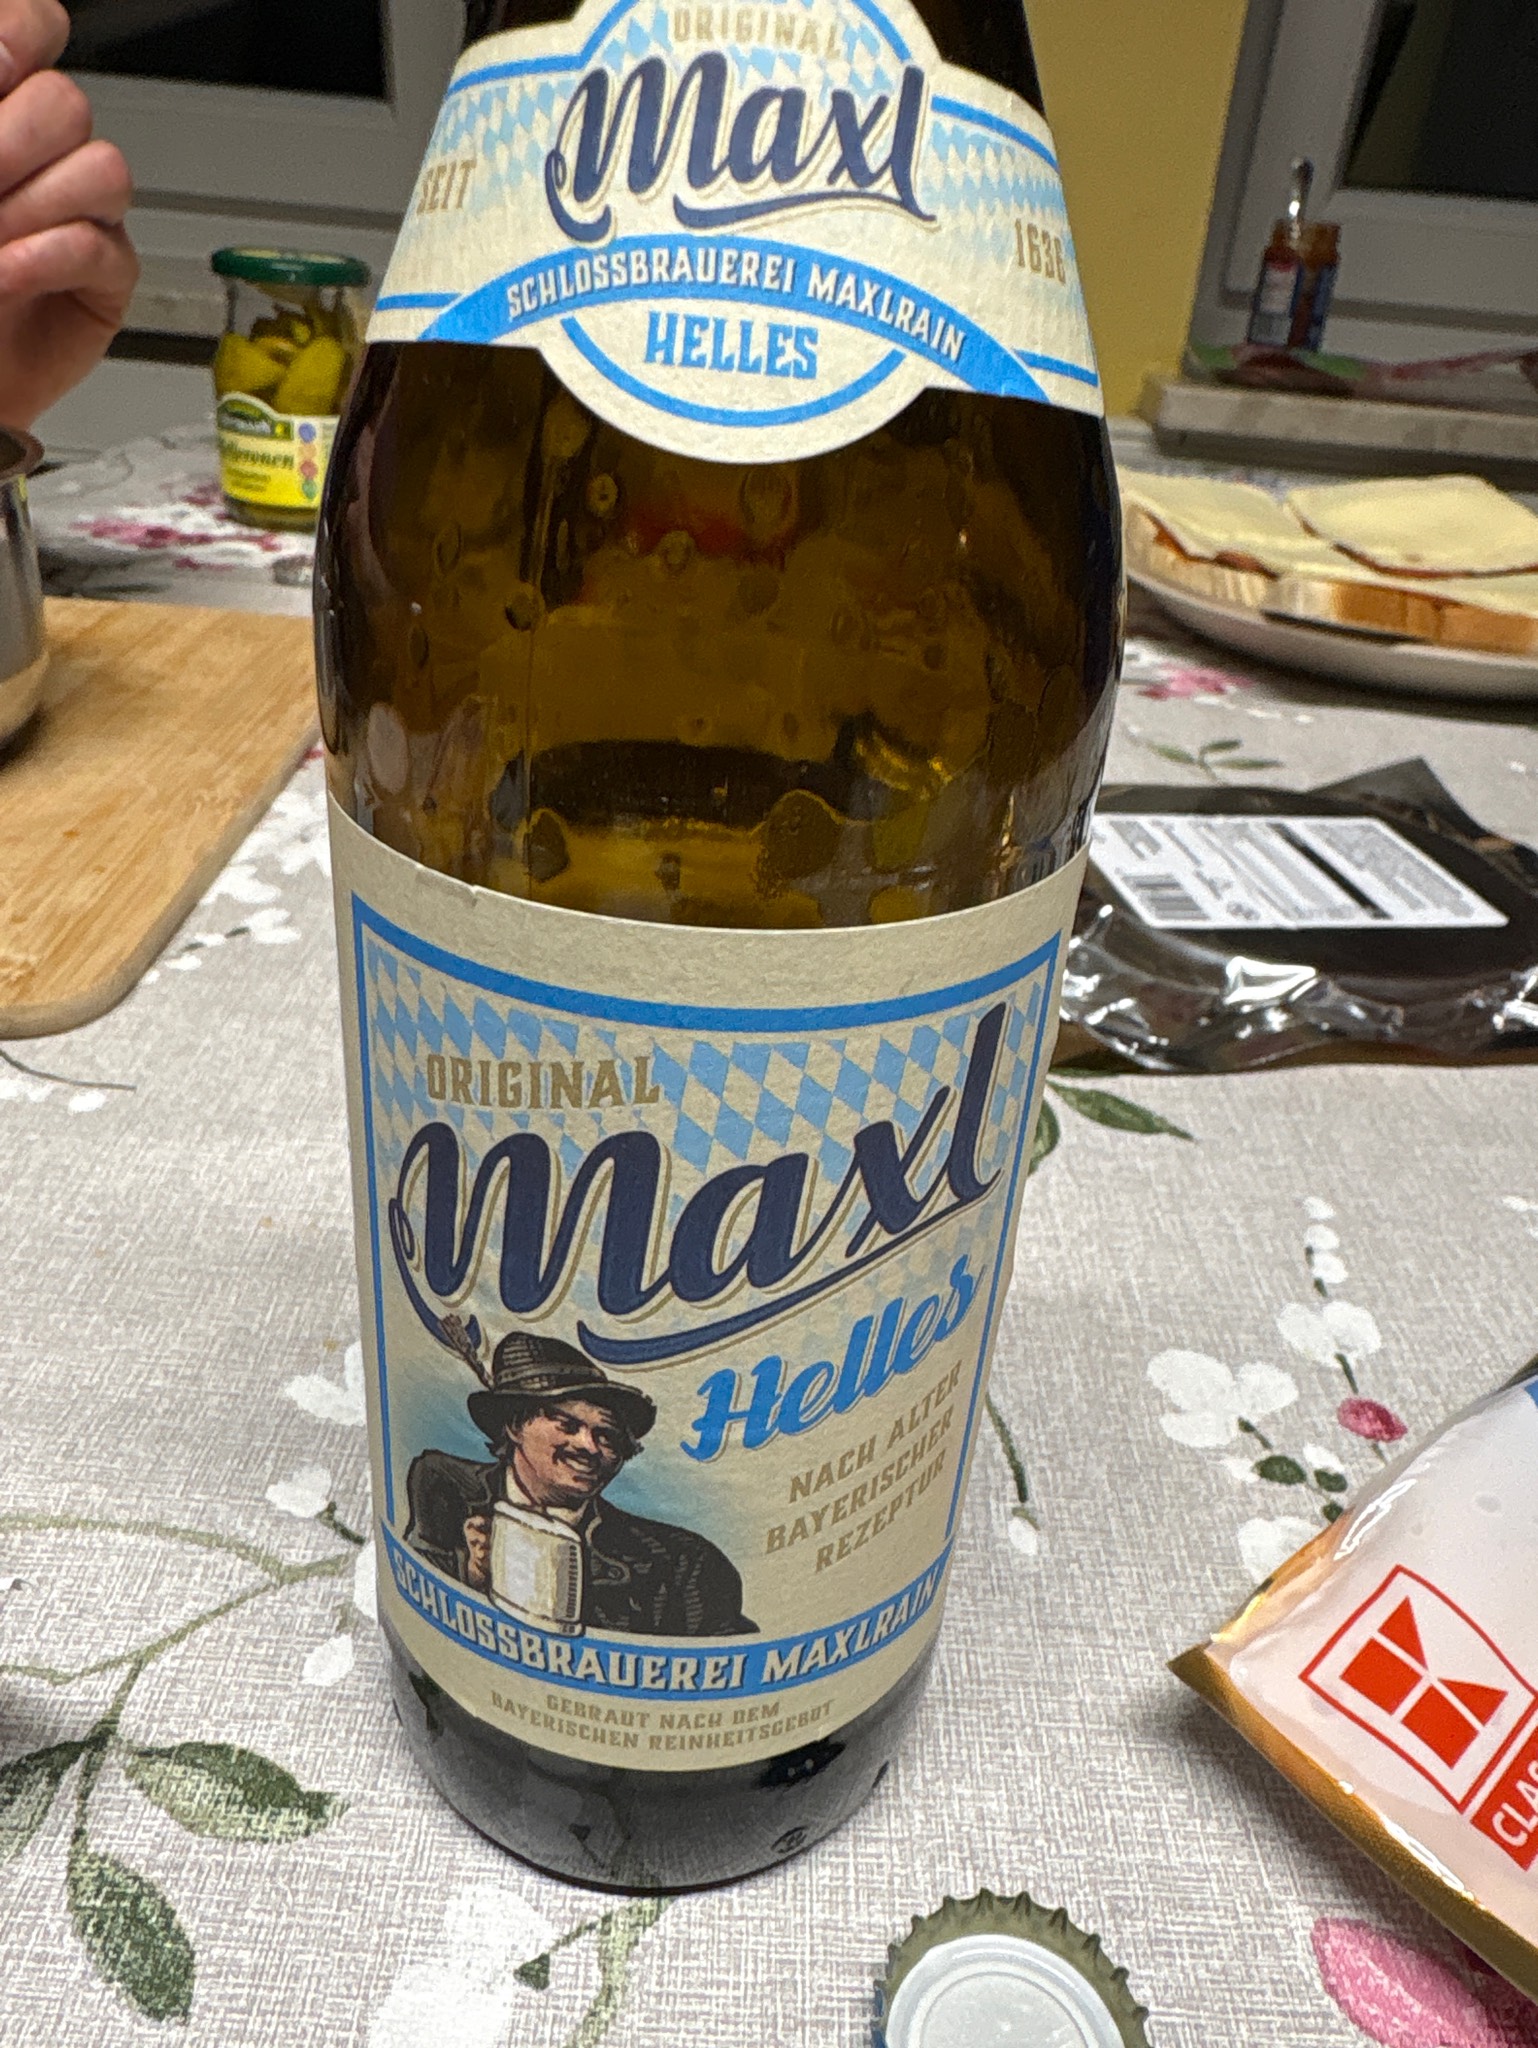 ORIGINAL
Maxl
SEIT
1636
SCHLOSSBRAUEREI MAXLRAIN
HELLES
ORIGINAL
Maxl
Helles
NACH ALTER
BAYERISCHER
REZEPTUR
SCHLOSSBRAUEREI MAXLRAIN
GEBRAUT NACH DEM
BAYERISCHEN REINHEITSGEBOT